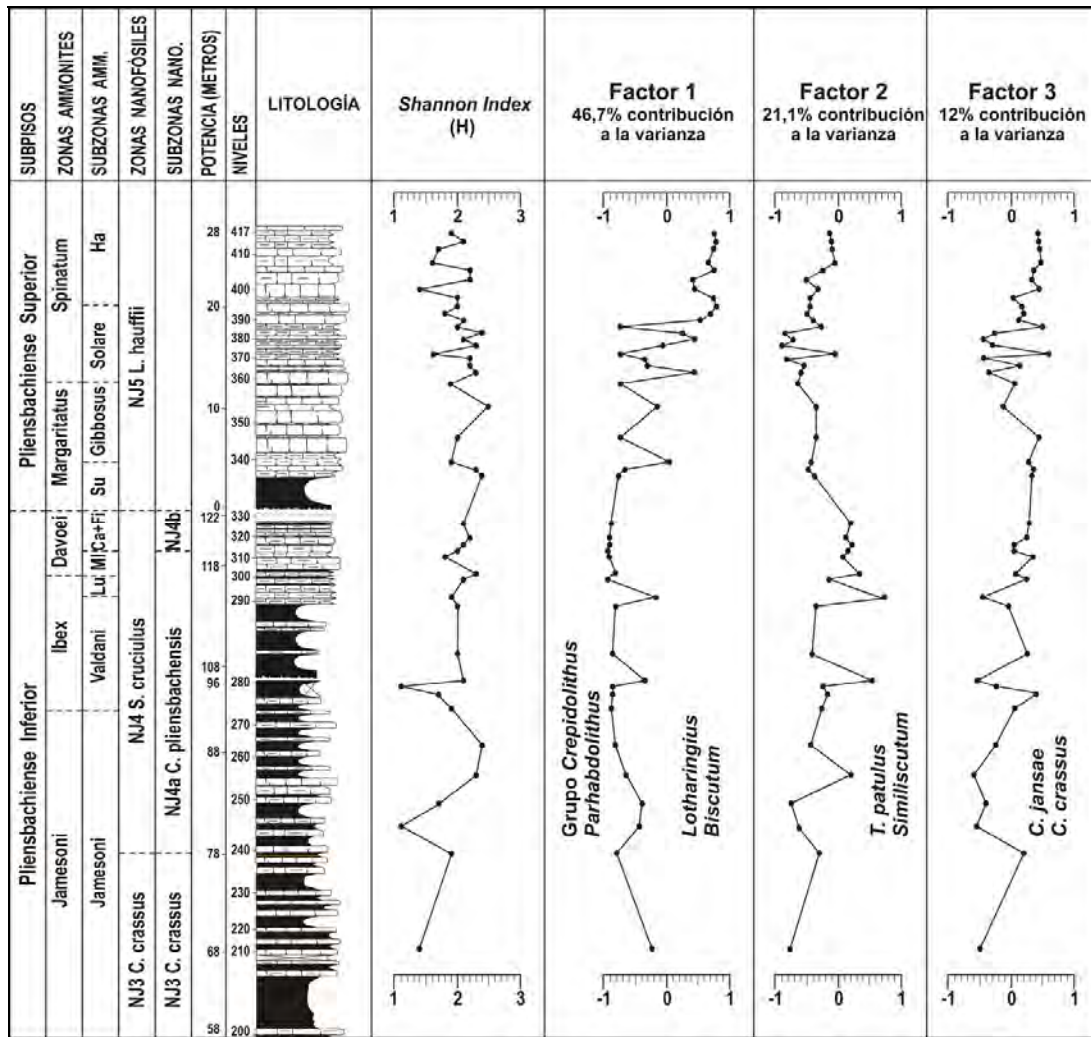 SUBPISOS
ZONAS AMMONITES
SUBZONAS AMM.
ZONAS NANOFÓSILES
SUBZONAS NANO.
POTENCIA (METROS)
NIVELES
LITOLOGÍA
Shannon Index
(H)
Factor 1
46,7% contribución
a la varianza
Factor 2
21,1% contribución
a la varianza
Factor 3
12% contribución
a la varianza
1 2 3
-1 0 1
-1 0 1
-1 0 1
Pliensbachiense Superior
Pliensbachiense Inferior
Spinatum
Margaritatus
Davoei
Ibex
Jamesoni
Ha
Solare
Gibbosus
Su
Ca+Fi
Ml
Lu
Valdani
Jamesoni
NJ5 L. hauffii
NJ4 S. cruciulus
NJ3 C. crassus
NJ4b
NJ4a C. pliensbachensis
NJ3 C. crassus
28
20
10
0
122
118
108
96
88
78
68
58
417
410
400
390
380
370
360
350
340
330
320
310
300
290
280
270
260
250
240
230
220
210
200
Grupo Crepidolithus
Parhabdolithus
Lotharingius
Biscutum
T. patulus
Similiscutum
C. jansae
C. crassus
1 2 3
-1 0 1
-1 0 1
-1 0 1